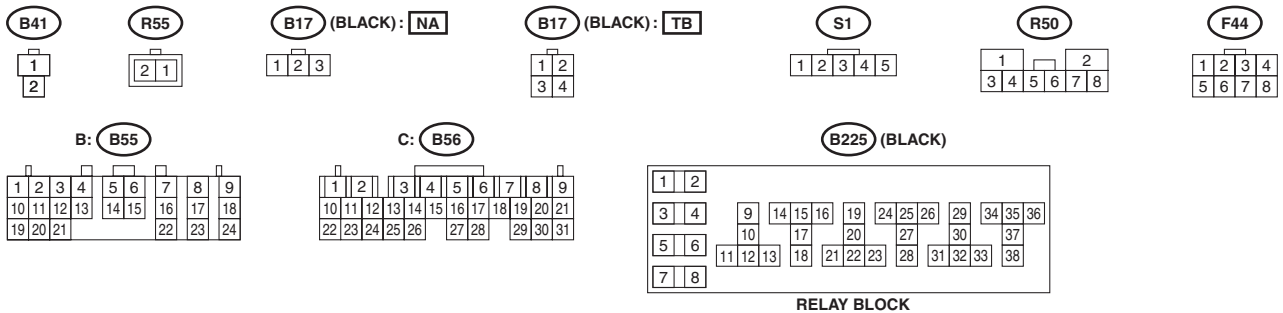 B41 R55 B17 (BLACK) : NA B17 (BLACK) : TB S1 R50 F44
1 2 1 1 2 3 1 2 1 2 3 4 5 1 2 1 2 3 4
2 3 4 3 4 5 6 7 8 5 6 7 8
B: B55 C: B56 B225 (BLACK)
1 2 3 4 5 6 7 8 9 1 2 3 4 5 6 7 8 9 1 2
10 11 12 13 14 15 16 17 18 10 11 12 13 14 15 16 17 18 19 20 21 3 4 9 14 15 16 19 24 25 26 29 34 35 36
19 20 21 22 23 24 22 23 24 25 26 27 28 29 30 31 10 17 20 27 30 37
5 6 11 12 13 18 21 22 23 28 31 32 33 38
7 8
RELAY BLOCK